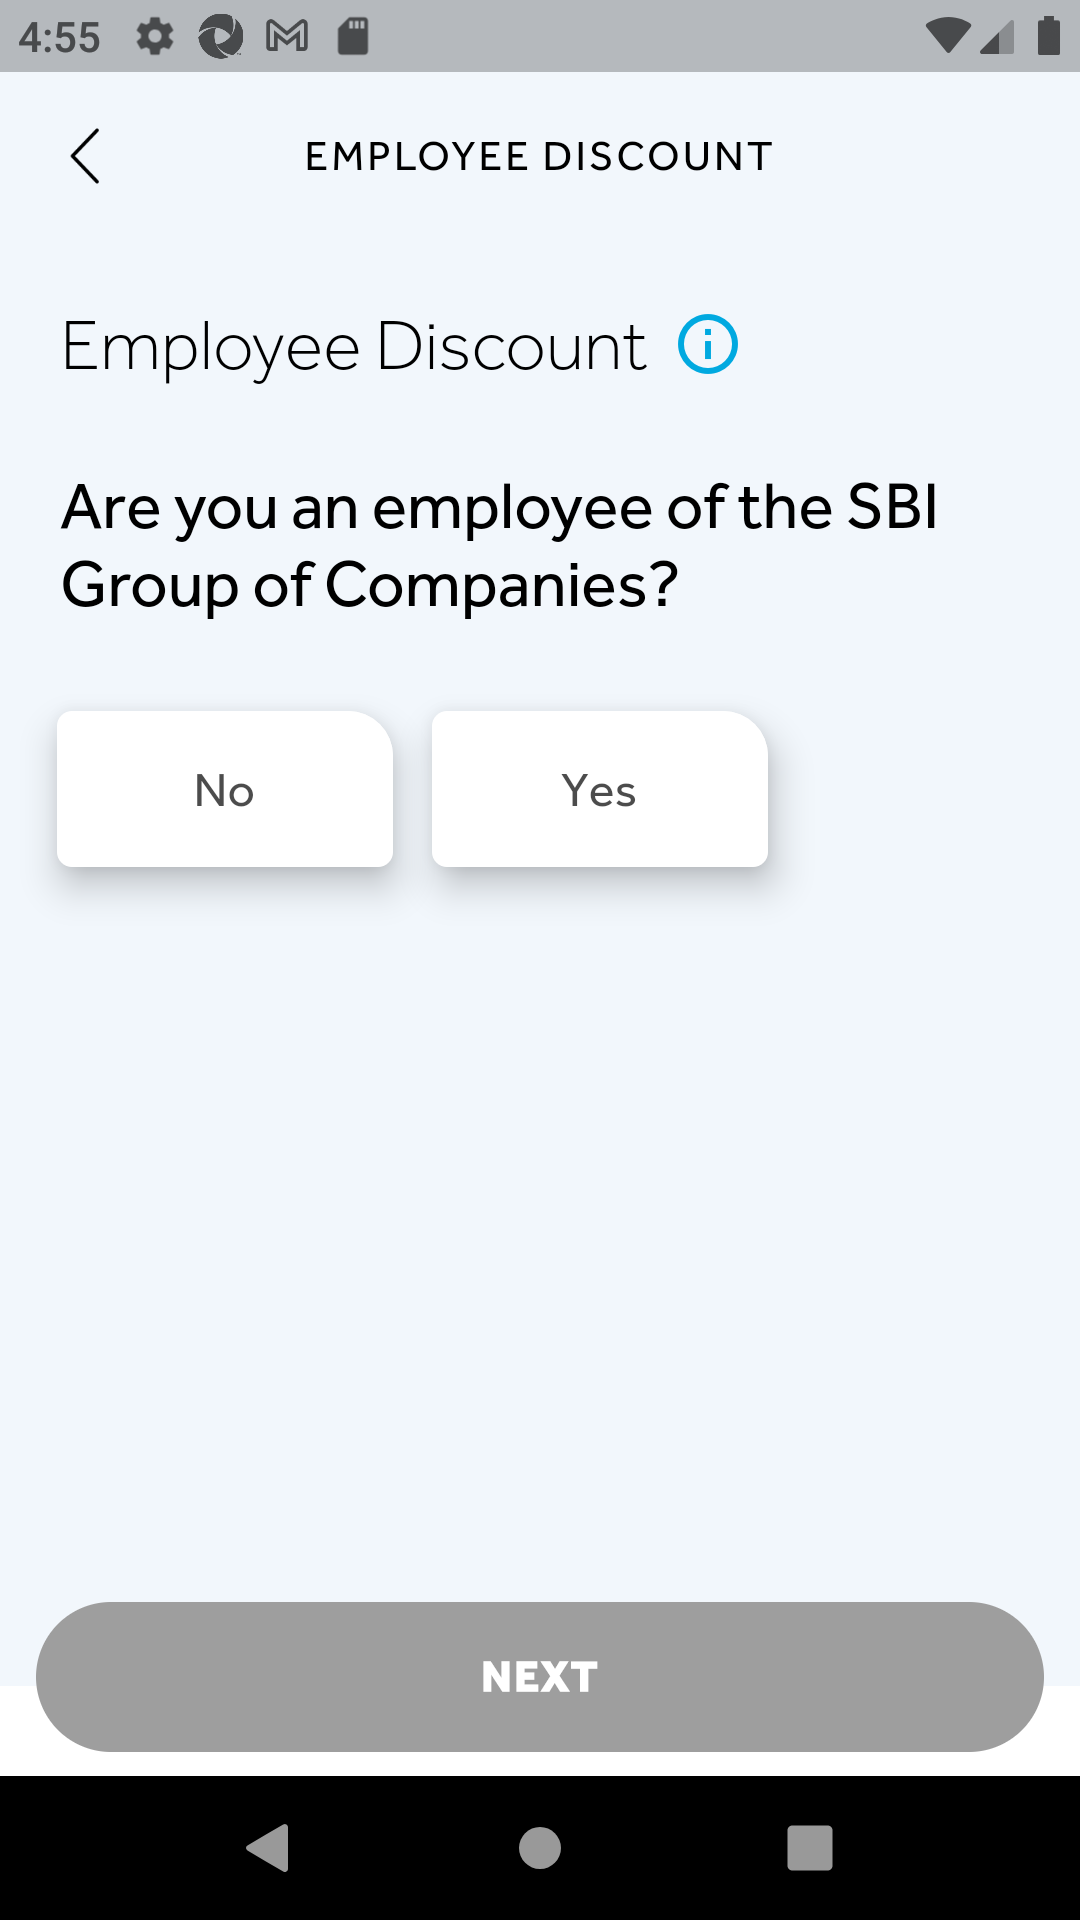 4:55
EMPLOYEE DISCOUNT
Employee Discount
Are you an employee of the SBI
Group of Companies?
No
Yes
NEXT